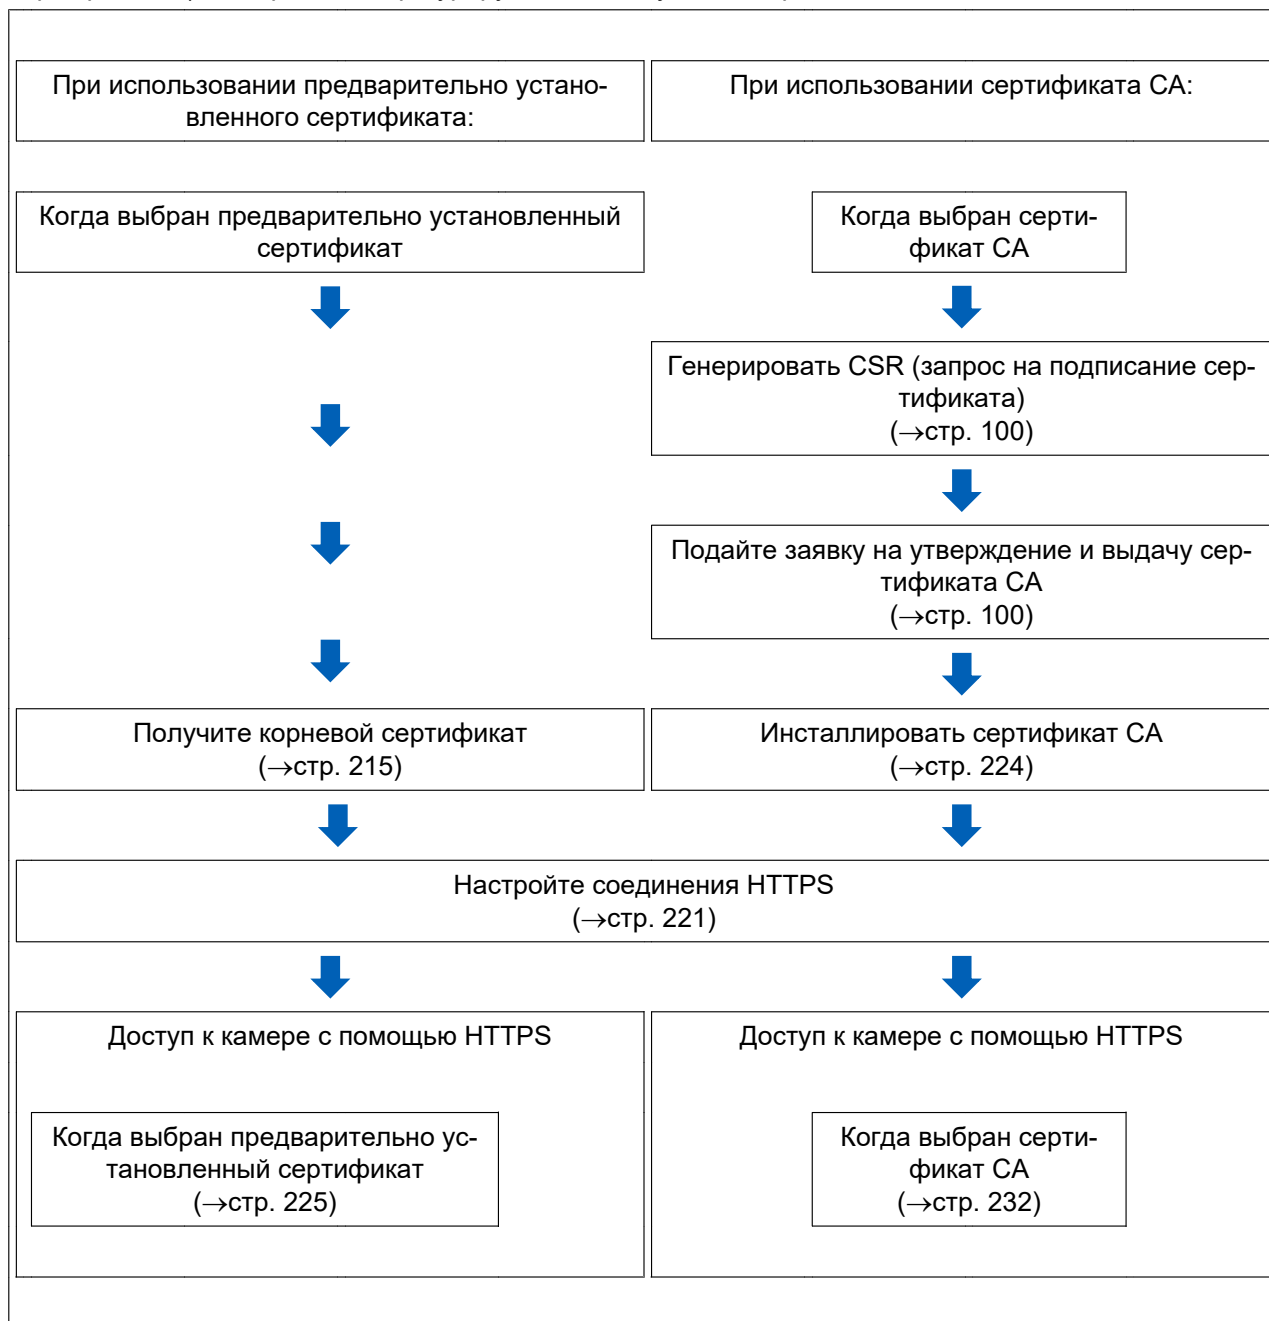 При использовании предварительно уста-
новленного сертификата:
При использовании сертификата CA:
Когда выбран предварительно установленный
сертификат
Когда выбран серти-
фикат CA
Генерировать CSR (запрос на подписание сер-
тификата)
(→стр. 100)
Подайте заявку на утверждение и выдачу сер-
тификата CA
(→стр. 100)
Получите корневой сертификат
(→стр. 215)
Инсталлировать сертификат CA
(→стр. 224)
Настройте соединения HTTPS
(→стр. 221)
Доступ к камере с помощью HTTPS
Когда выбран предварительно ус-
тановленный сертификат
(→стр. 225)
Доступ к камере с помощью HTTPS
Когда выбран серти-
фикат CA
(→стр. 232)